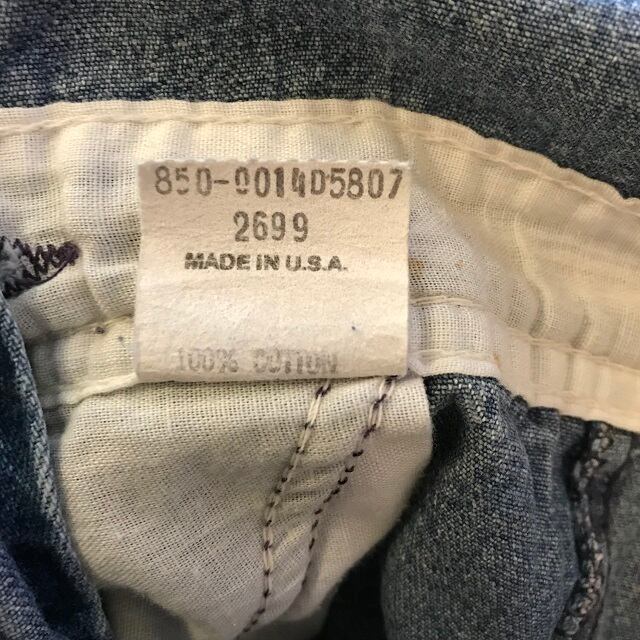 850-0014D5807
2699
MADE IN U.S.A.
100% COTTON